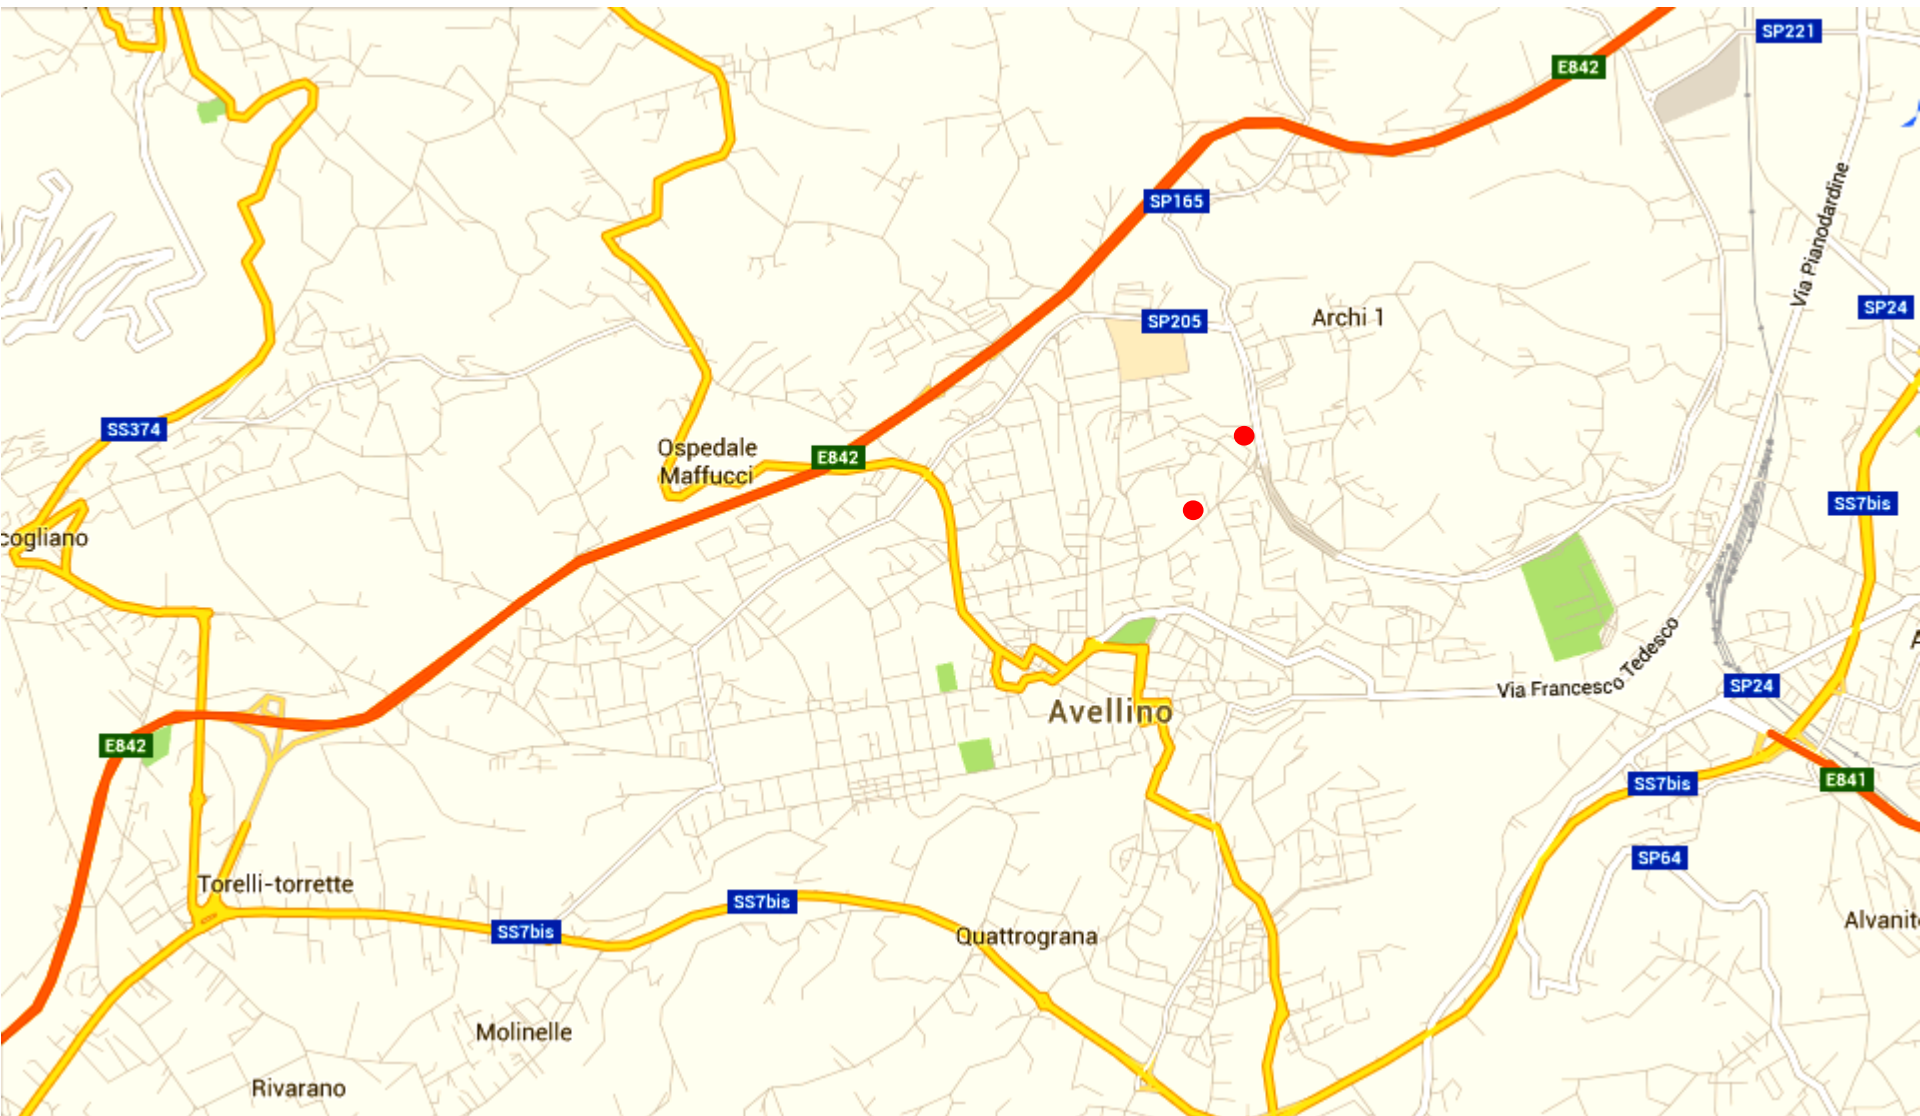 SP221
E842
SP165
Via Pianodardine
SP24
SP205
Archi 1
SS374
Ospedale
Maffucci
E842
SS7bis
cogliano
Via Francesco Tedesco
SP24
Avellino
E842
E841
SS7bis
SP64
Torelli-torrette
SS7bis
SS7bis
Quattrograna
Alvanit
Molinelle
Rivarano